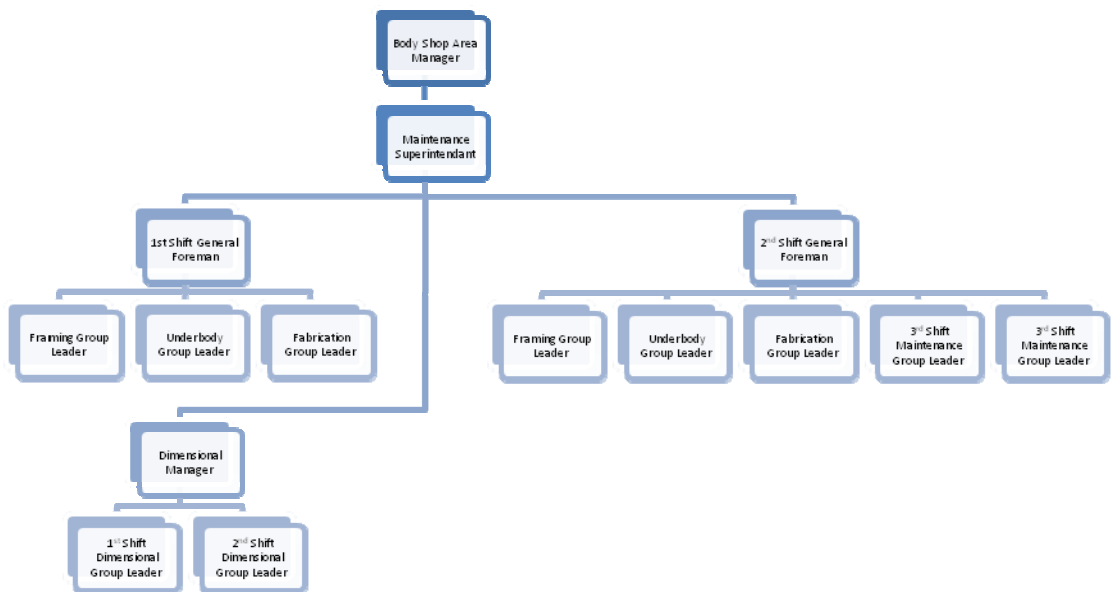 Body Shop Area
Manager
Maintenance
Superintendant
1st Shift General
Foreman
2nd Shift General
Foreman
Framing Group
Leader
Underbody
Group Leader
Fabrication
Group Leader
Framing Group
Leader
Underbody
Group Leader
Fabrication
Group Leader
3rd Shift
Maintenance
Group Leader
3rd Shift
Maintenance
Group Leader
Dimensional
Manager
1st Shift
Dimensional
Group Leader
2nd Shift
Dimensional
Group Leader